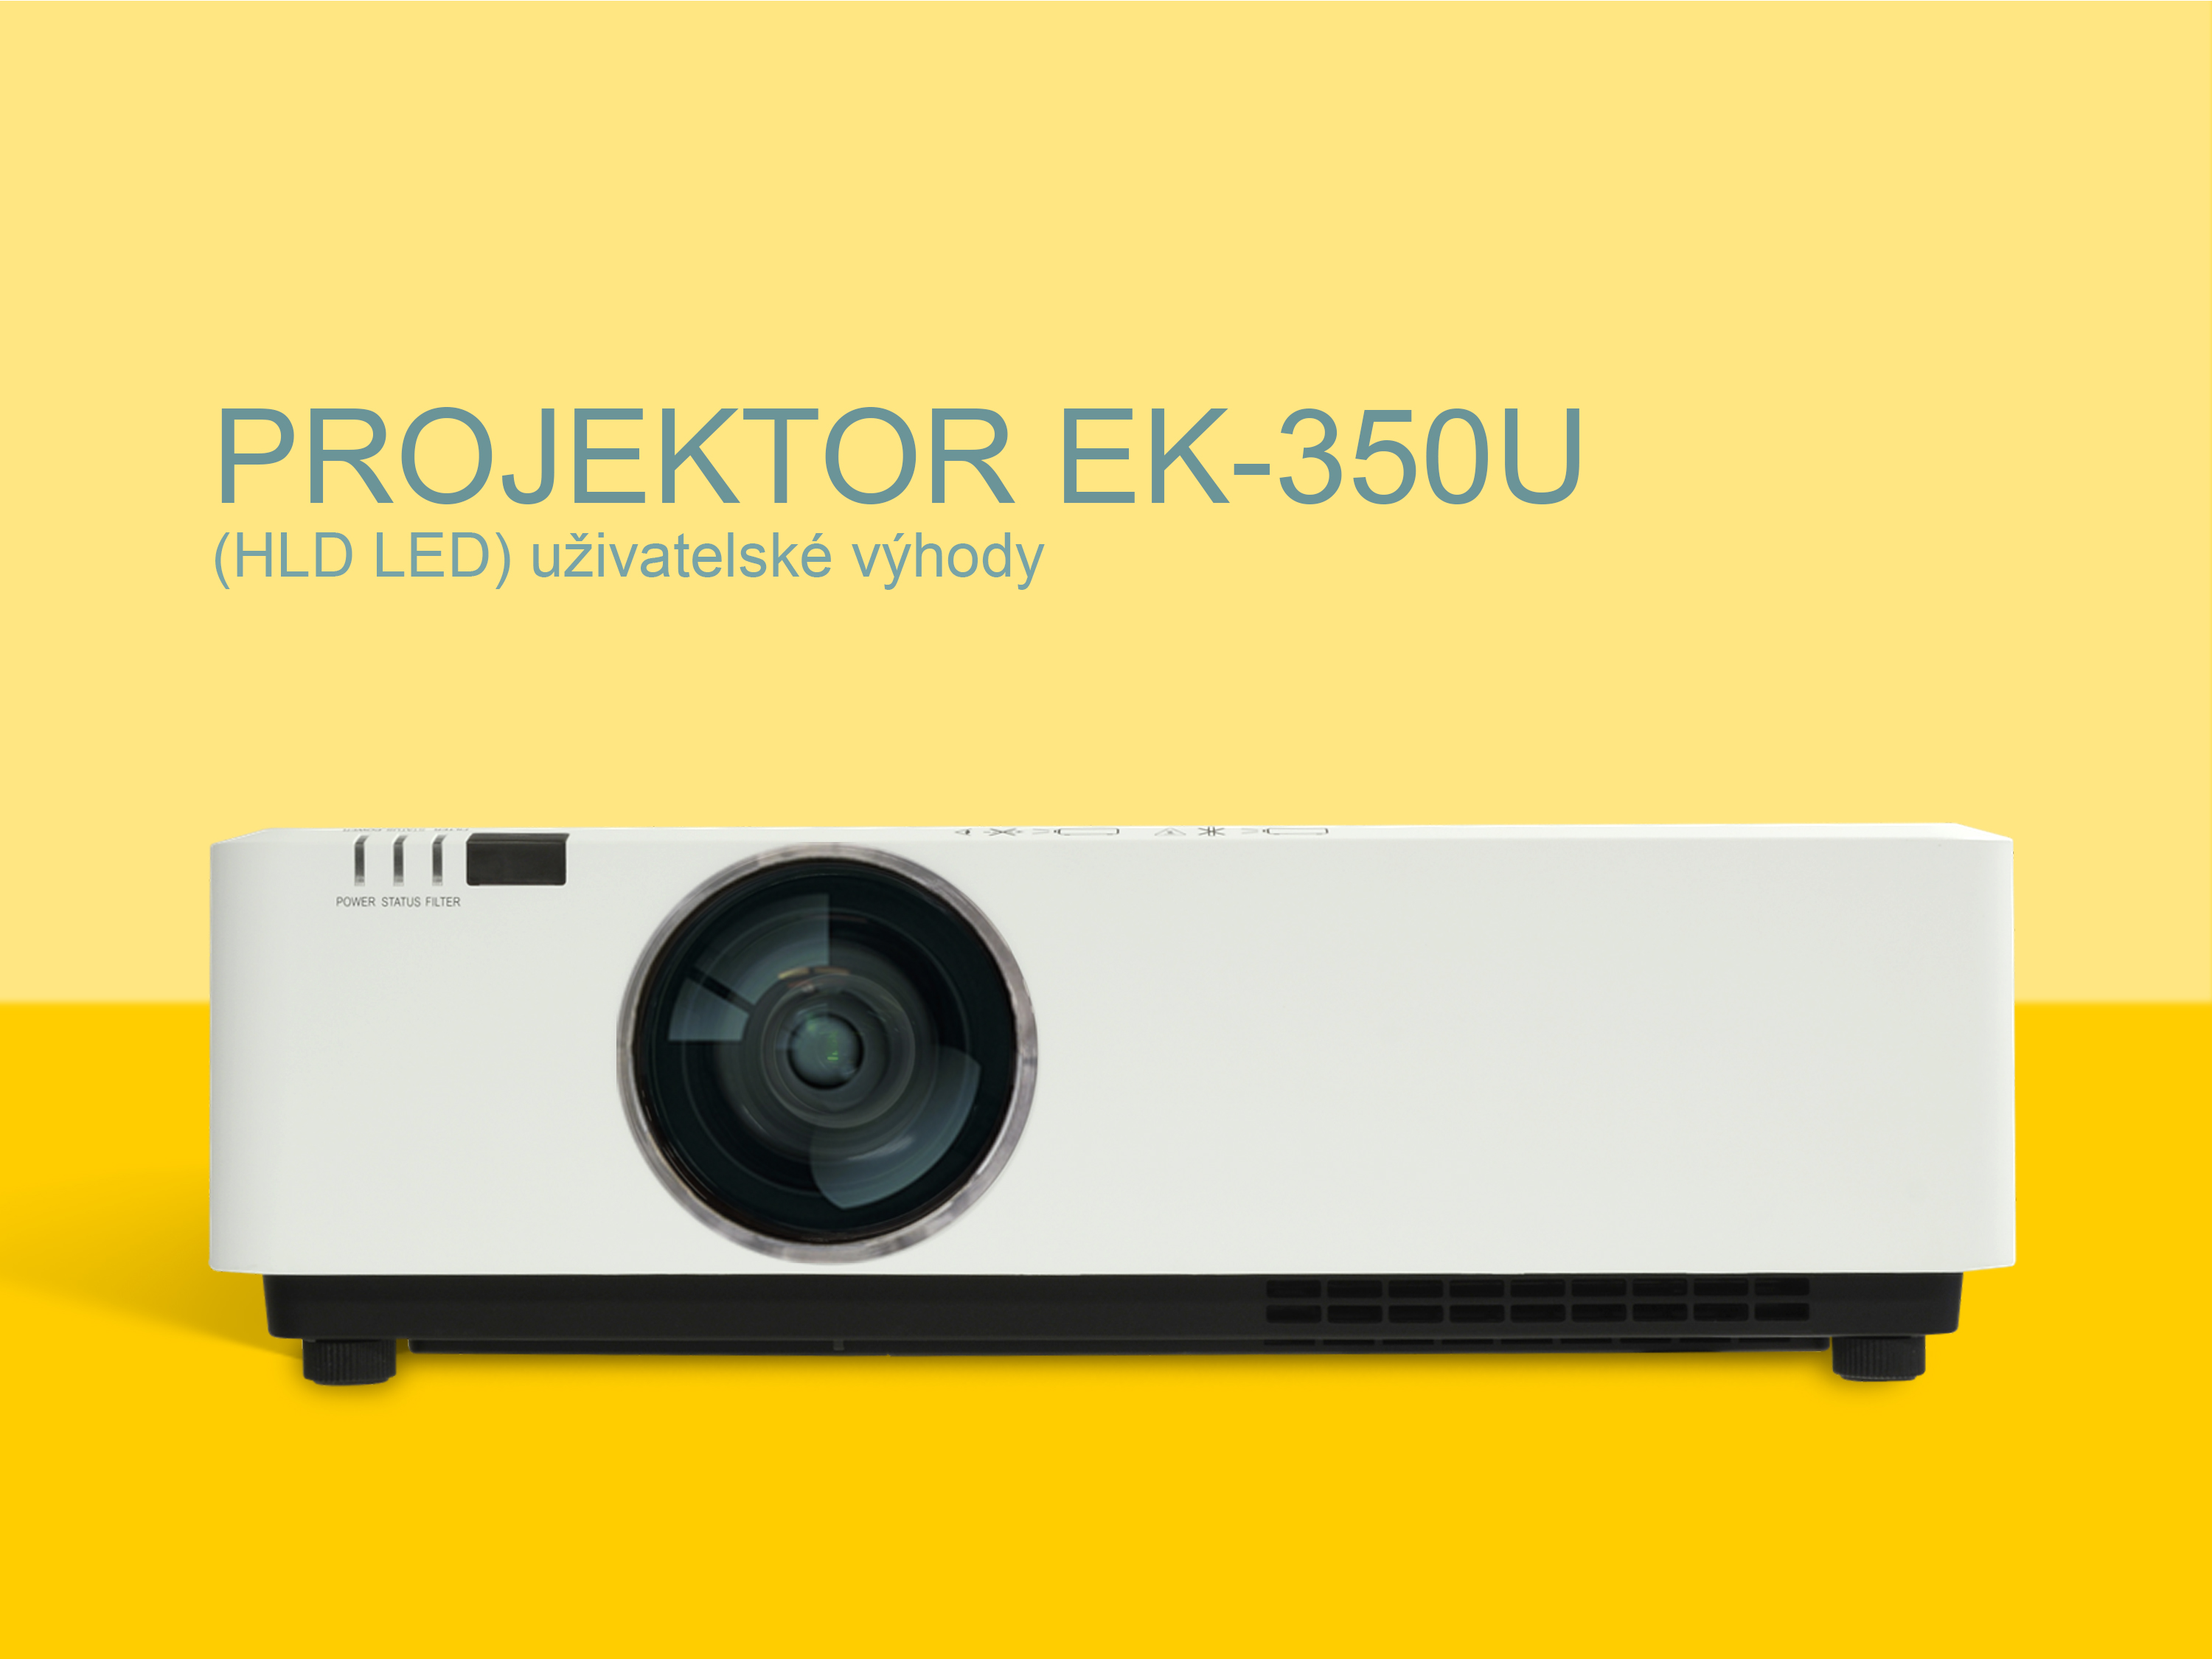 PROJEKTOR EK-350U
(HLD LED) uživatelské výhody
POWER STATUS FILTER